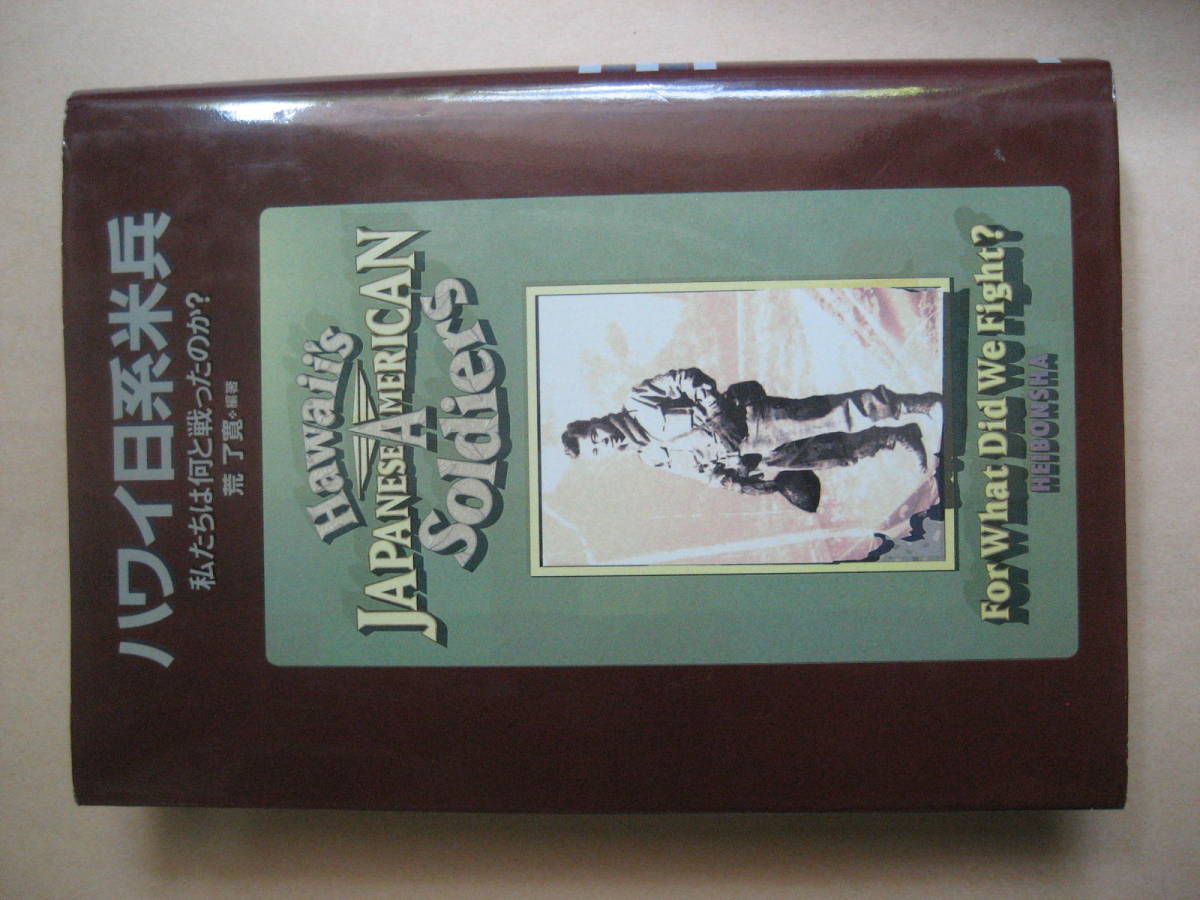 ハワイ日系米兵
私たちは何と戦ったのか?
荒 了寛❖編著
Hawaii's
JAPANESE AMERICAN
Soldiers
For What Did We Fight?
HEIBONSHA